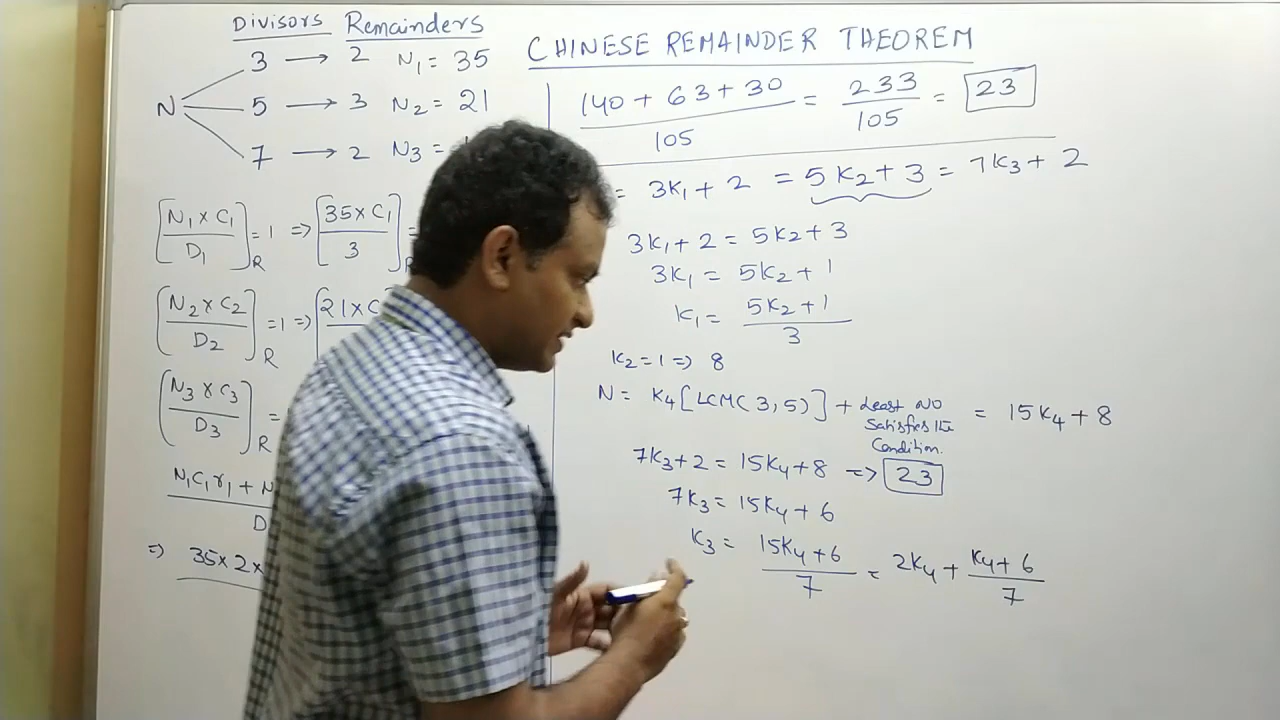 Divisors Remainders
3 → 2 N₁ = 35
N 5 → 3 N₂ = 21
7 → 2 N₃ =
[N₁ × C₁ / D₁]R = 1 ⇒ [35 × C₁ / 3]R =
[N₂ × C₂ / D₂]R = 1 ⇒ [21 × C
[N₃ × C₃ / D₃]R =
N₁C₁r₁ + N
D
⇒ 35 × 2 ×
CHINESE REMAINDER THEOREM
140 + 63 + 30 / 105 = 233 / 105 = 23
= 3K₁ + 2 = 5K₂ + 3 = 7K₃ + 2
3K₁ + 2 = 5K₂ + 3
3K₁ = 5K₂ + 1
K₁ = 5K₂ + 1 / 3
K₂ = 1 ⇒ 8
N = K₄[LCM(3,5)] + Least No Satisfies the Condition. = 15K₄ + 8
7K₃ + 2 = 15K₄ + 8 ⇒ 23
7K₃ = 15K₄ + 6
K₃ = 15K₄ + 6 / 7 = 2K₄ + K₄ + 6 / 7